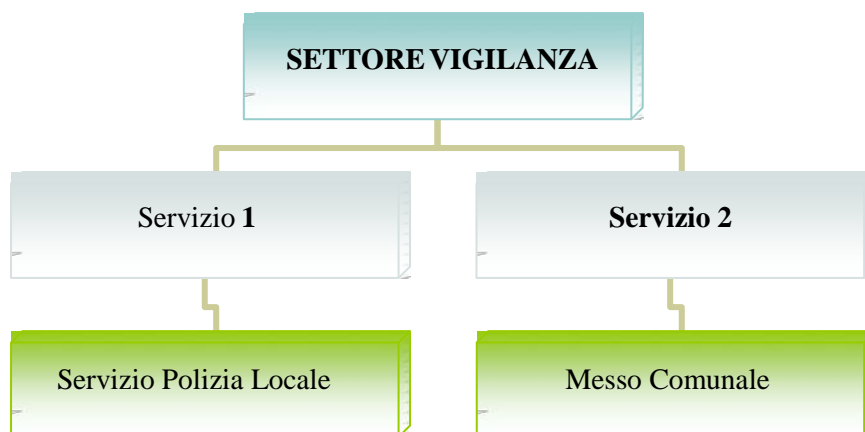 SETTORE VIGILANZA
Servizio 1
Servizio 2
Servizio Polizia Locale
Messo Comunale